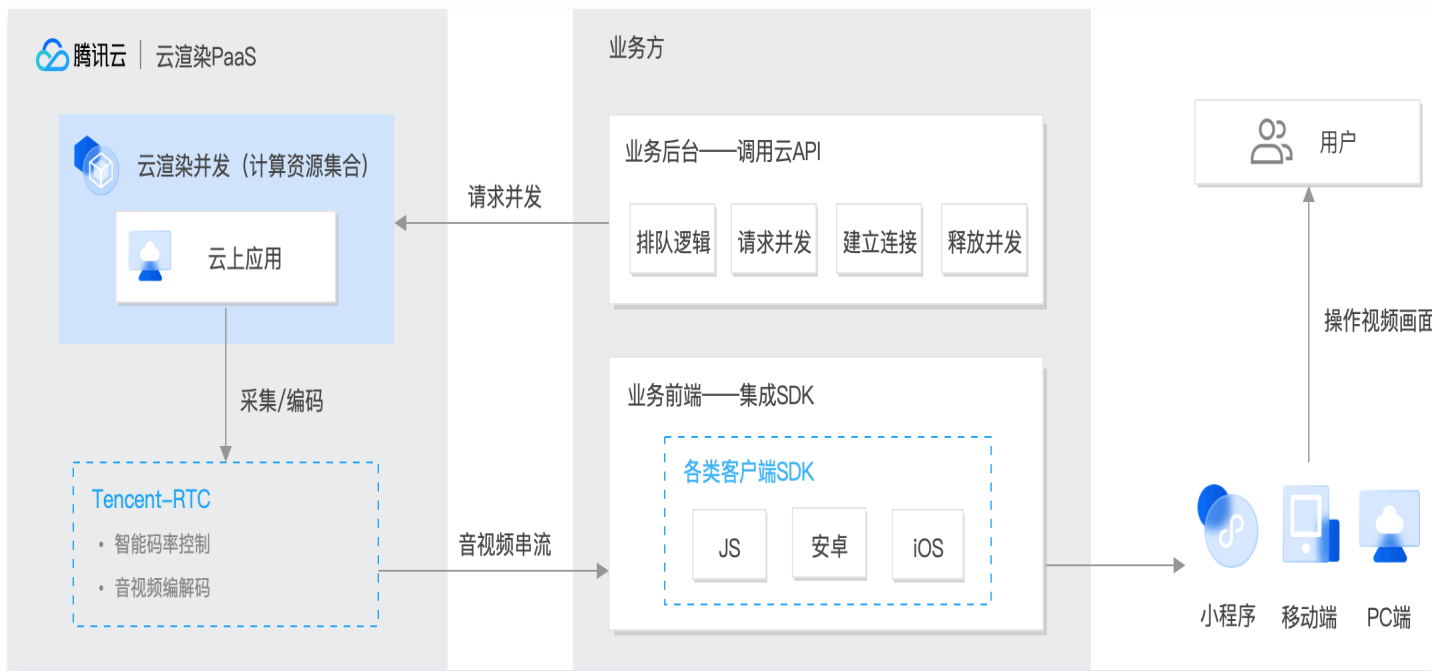 腾讯云 | 云渲染PaaS
云渲染并发（计算资源集合）
云上应用
采集/编码
Tencent-RTC
• 智能码率控制
• 音视频编解码
请求并发
音视频串流
业务方
业务后台——调用云API
排队逻辑 请求并发 建立连接 释放并发
业务前端——集成SDK
各类客户端SDK
JS 安卓 iOS
用户
操作视频画面
小程序 移动端 PC端